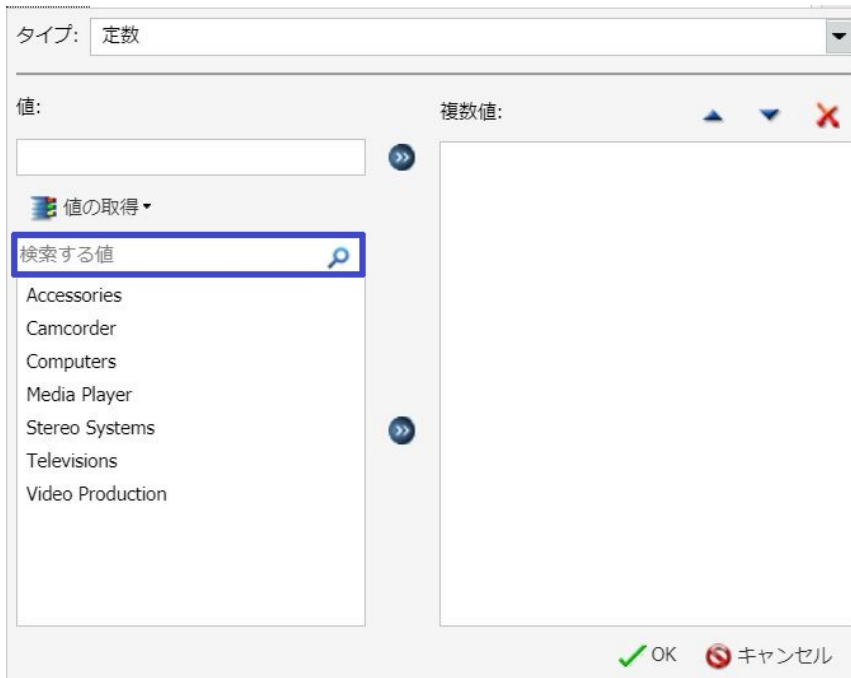 タイプ: 定数
値:
複数値:
値の取得
検索する値
Accessories
Camcorder
Computers
Media Player
Stereo Systems
Televisions
Video Production
OK キャンセル